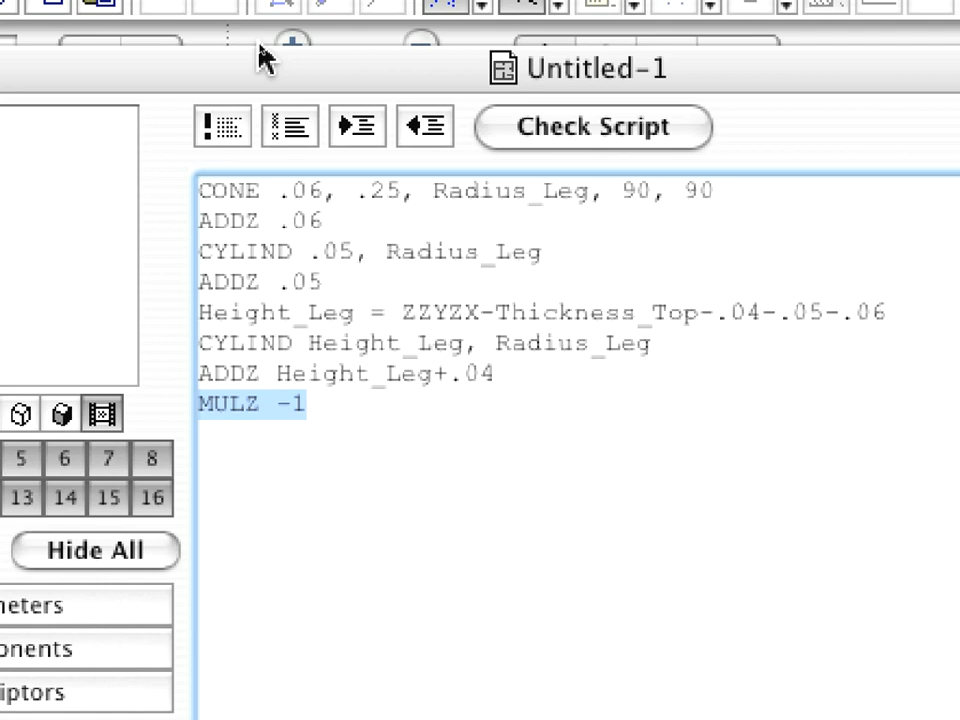 Untitled-1
Check Script
CONE .06, .25, Radius_Leg, 90, 90
ADDZ .06
CYLIND .05, Radius_Leg
ADDZ .05
Height_Leg = ZZYZX-Thickness_Top-.04-.05-.06
CYLIND Height_Leg, Radius_Leg
ADDZ Height_Leg+.04
MULZ -1
5 6 7 8
13 14 15 16
Hide All
neters
onents
iptors